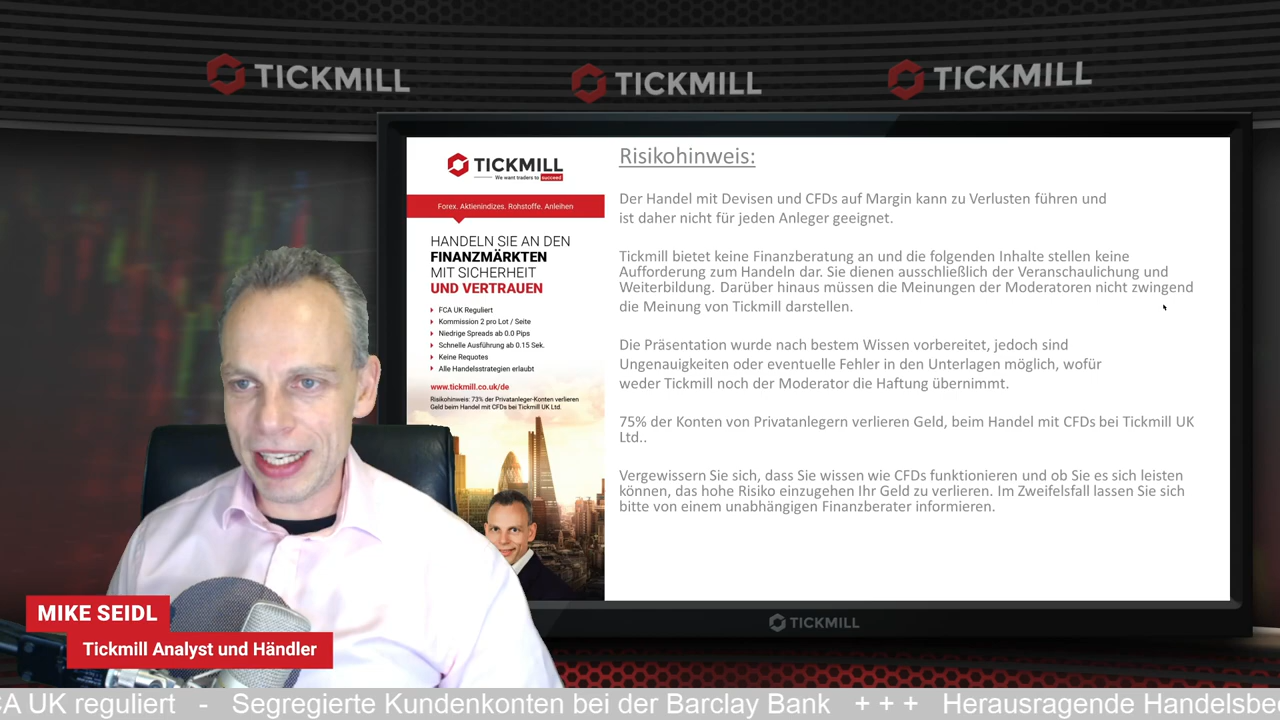 TICKMILL
TICKMILL
TICKMILL
TICKMILL
We want traders to succeed
Forex. Aktienindizes. Rohstoffe. Anleihen
HANDELN SIE AN DEN
FINANZMÄRKTEN
MIT SICHERHEIT
UND VERTRAUEN
FCA UK Reguliert
Kommission 2 pro Lot / Seite
Niedrige Spreads ab 0.0 Pips
Schnelle Ausführung ab 0.15 Sek.
Keine Requotes
Alle Handelsstrategien erlaubt
www.tickmill.co.uk/de
Risikohinweis: 73% der Privatanleger-Konten verlieren
Geld beim Handel mit CFDs bei Tickmill UK Ltd.
Risikohinweis:
Der Handel mit Devisen und CFDs auf Margin kann zu Verlusten führen und
ist daher nicht für jeden Anleger geeignet.
Tickmill bietet keine Finanzberatung an und die folgenden Inhalte stellen keine
Aufforderung zum Handeln dar. Sie dienen ausschließlich der Veranschaulichung und
Weiterbildung. Darüber hinaus müssen die Meinungen der Moderatoren nicht zwingend
die Meinung von Tickmill darstellen.
Die Präsentation wurde nach bestem Wissen vorbereitet, jedoch sind
Ungenauigkeiten oder eventuelle Fehler in den Unterlagen möglich, wofür
weder Tickmill noch der Moderator die Haftung übernimmt.
75% der Konten von Privatanlegern verlieren Geld, beim Handel mit CFDs bei Tickmill UK
Ltd..
Vergewissern Sie sich, dass Sie wissen wie CFDs funktionieren und ob Sie es sich leisten
können, das hohe Risiko einzugehen Ihr Geld zu verlieren. Im Zweifelsfall lassen Sie sich
bitte von einem unabhängigen Finanzberater informieren.
TICKMILL
MIKE SEIDL
Tickmill Analyst und Händler
CA UK reguliert - Segregierte Kundenkonten bei der Barclay Bank + + + Herausragende Handelsbe